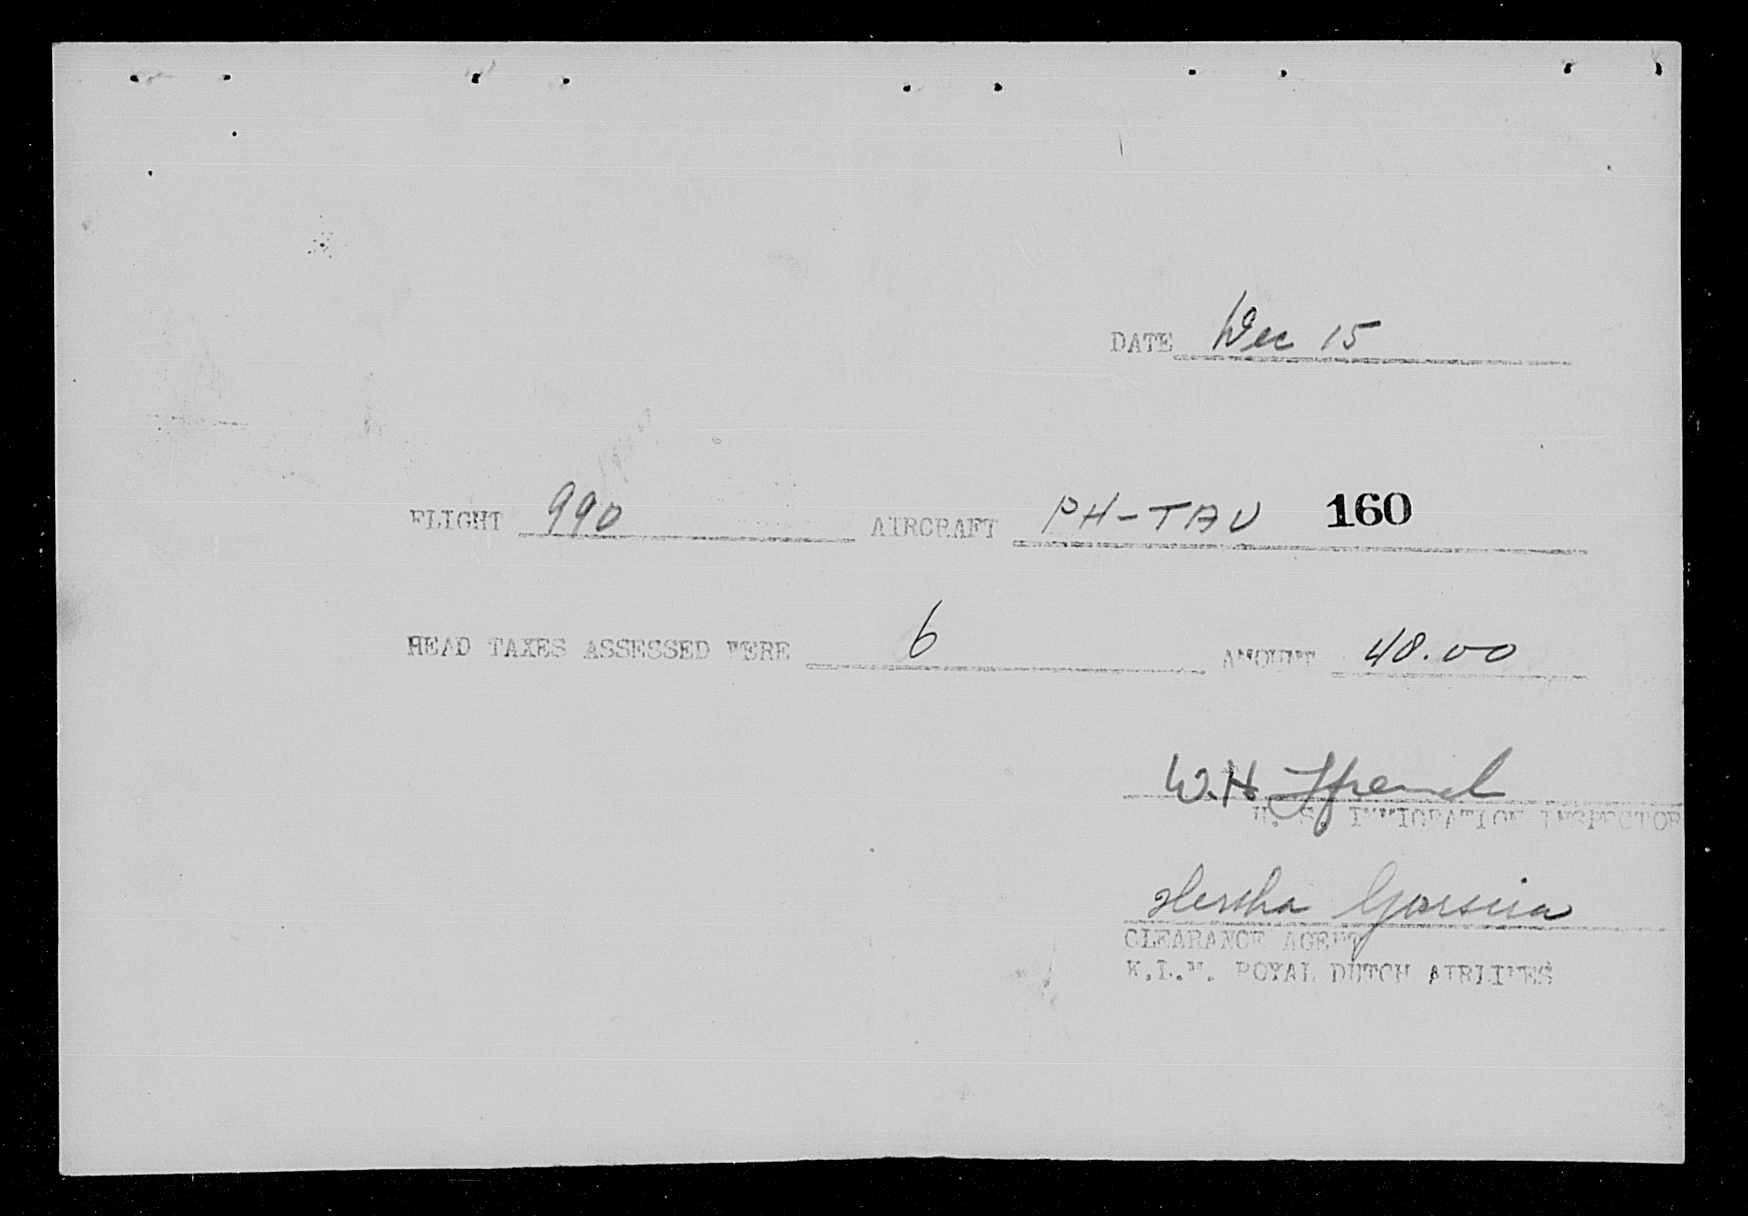 DATE Dec 15
FLIGHT 990 AIRCRAFT PH-TAV 160
HEAD TAXES ASSESSED WERE 6 AMOUNT 48.00
W.H.
U. S. IMMIGRATION INSPECTOR
CLEARANCE AGENT
K.L.M. ROYAL DUTCH AIRLINES